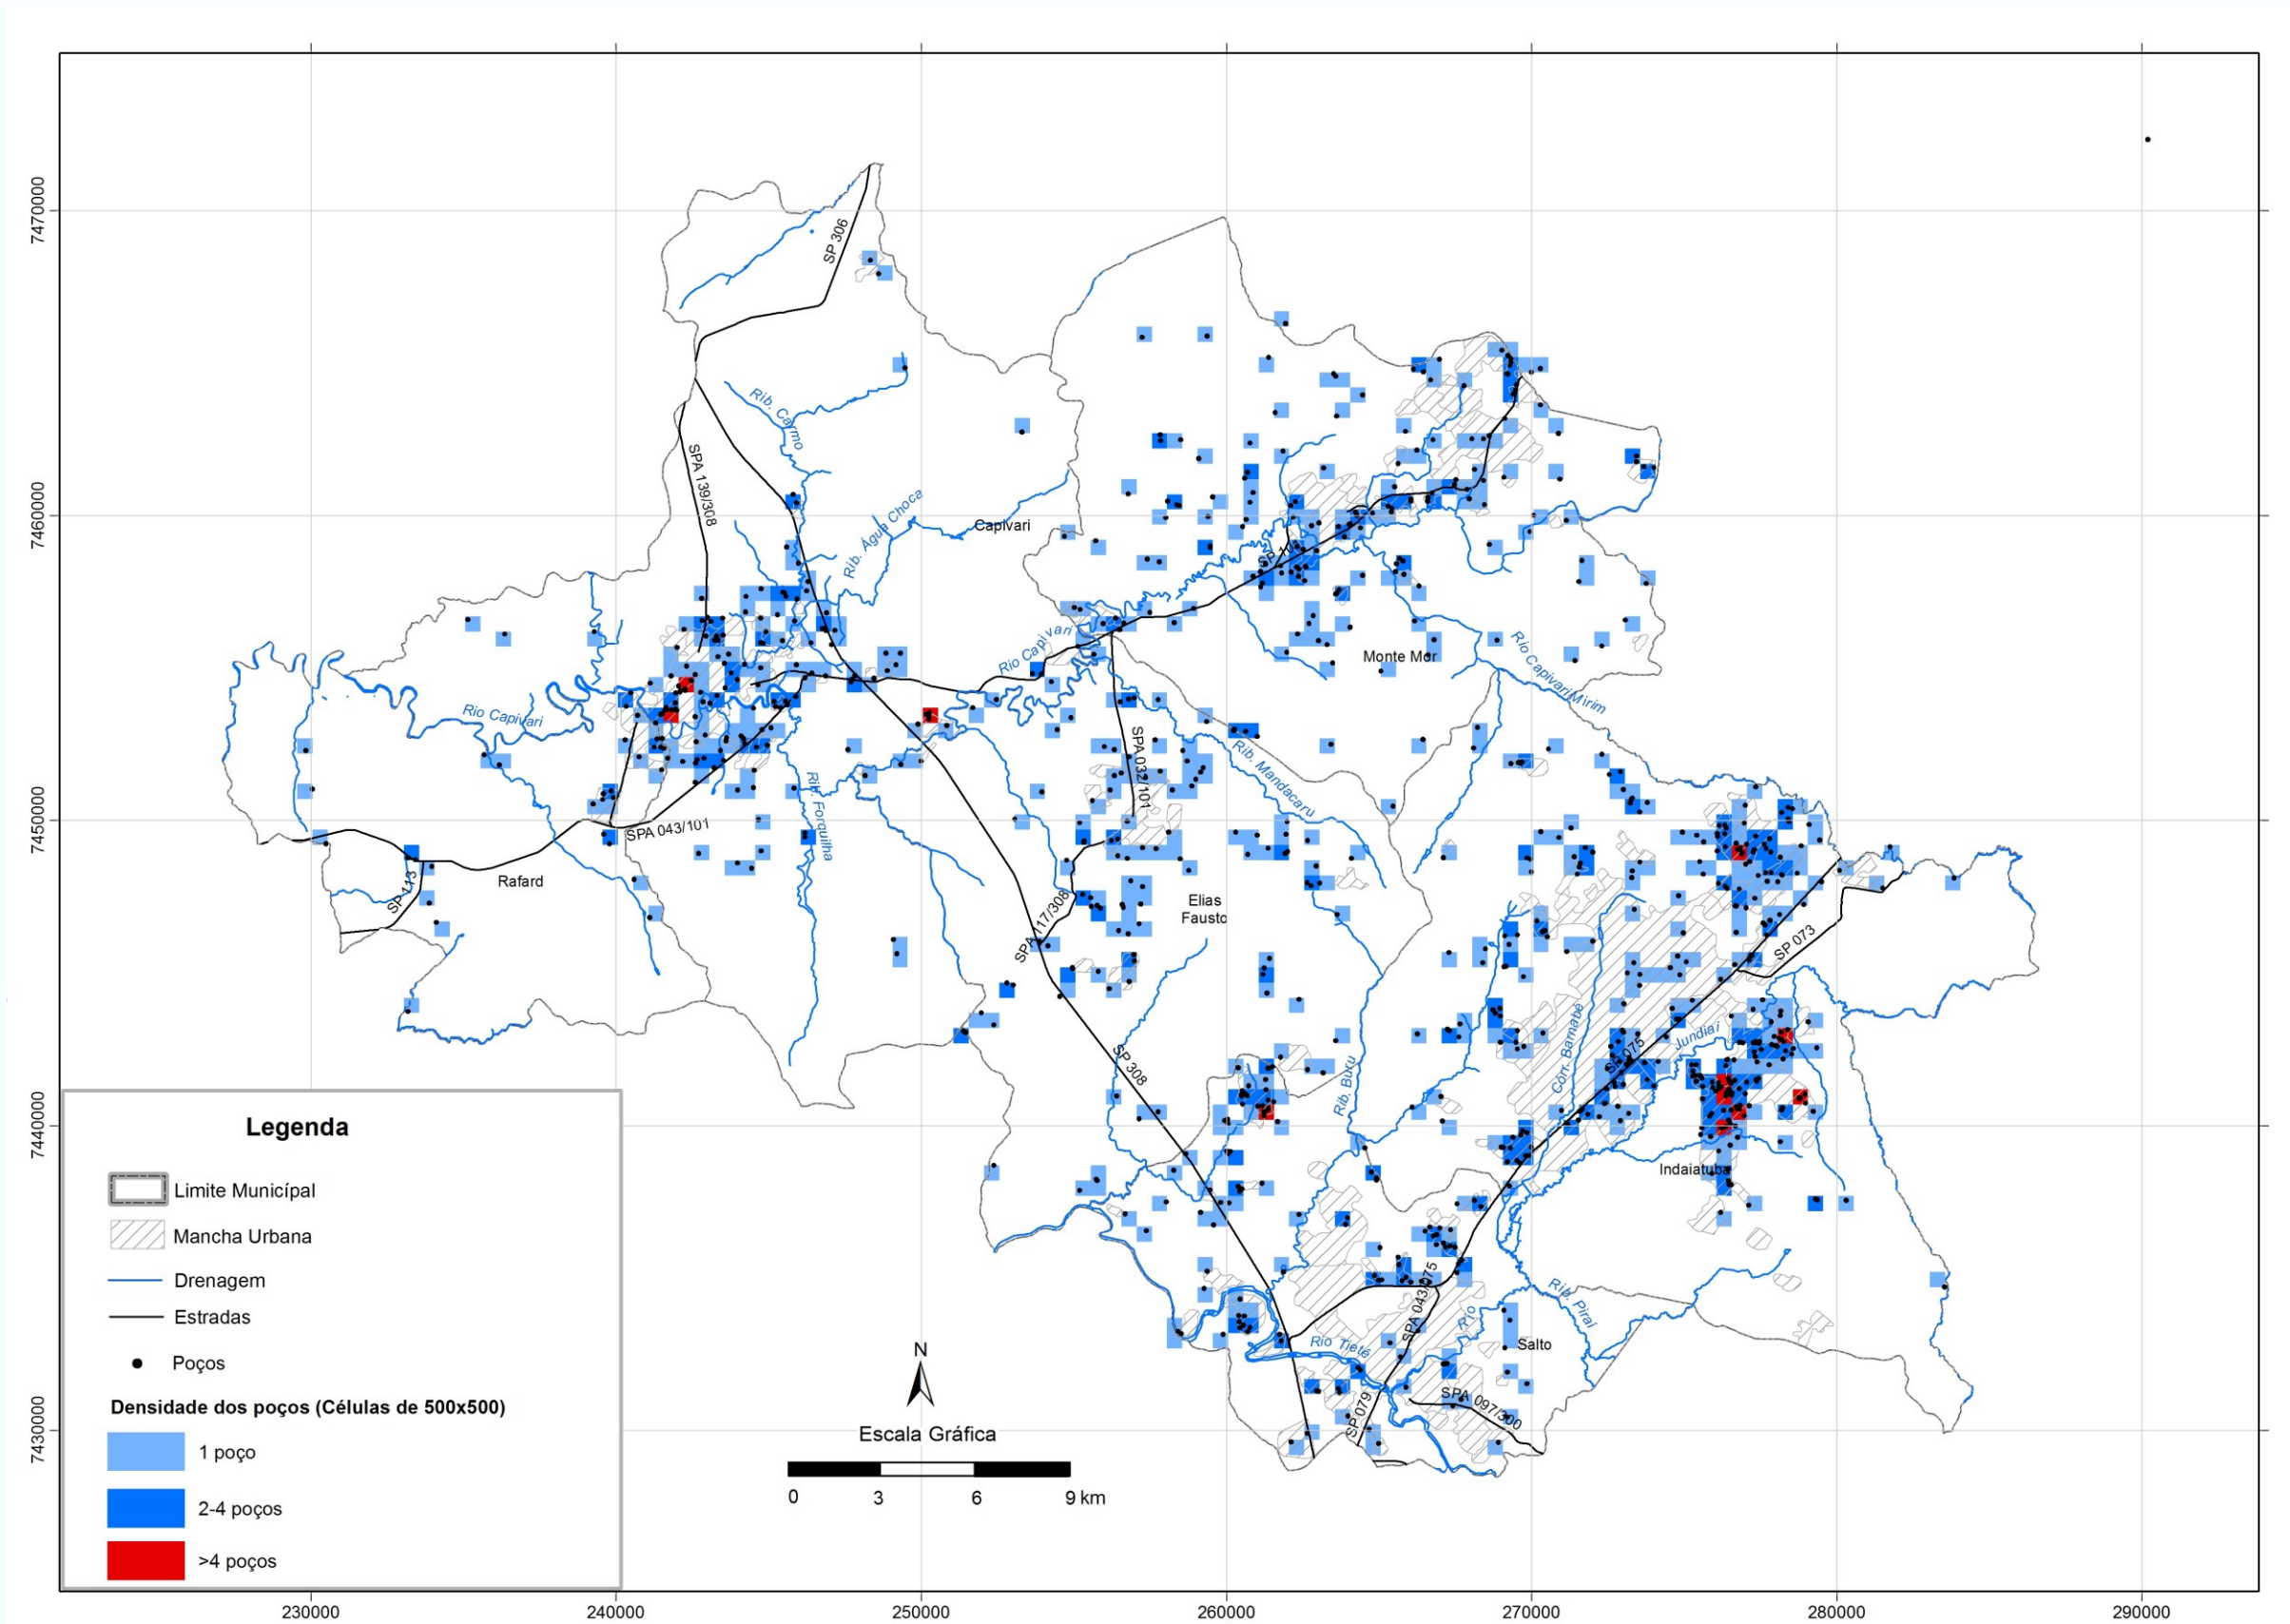 7470000
7460000
7450000
7440000
7430000
SP 306
Rib. Carmo
SPA 139/308
Rib. Água Choca
Capivari
SP 10
Rio Capivari
Monte Mor
Rio CapivariMirim
Rio Capivari
SPA 032/101
Rib. Mandacaru
Rib. Forquilha
SPA 043/101
Rafard
SP 113
Elias
Fausto
SPA 117/308
SP 073
SP 308
Rib. Buru
Córr. Barnabé
SP 075
Jundiaí
Indaiatuba
SPA 043/075
Rib. Piraí
Rio
Salto
Rio Tietê
SP 079
SPA 097/300
Legenda
Limite Municípal
Mancha Urbana
Drenagem
Estradas
Poços
Densidade dos poços (Células de 500x500)
1 poço
2-4 poços
>4 poços
N
Escala Gráfica
0 3 6 9 km
230000 240000 250000 260000 270000 280000 290000